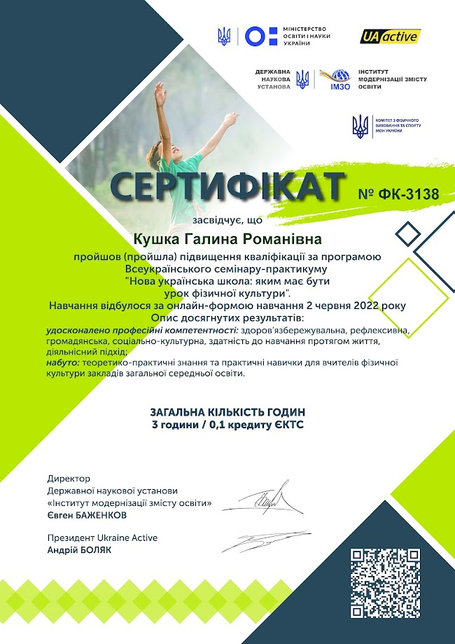 МІНІСТЕРСТВО
ОСВІТИ І НАУКИ
УКРАЇНИ
UA active
ДЕРЖАВНА
НАУКОВА
УСТАНОВА
ІМЗО
ІНСТИТУТ
МОДЕРНІЗАЦІЇ ЗМІСТУ
ОСВІТИ
КОМІТЕТ З ФІЗИЧНОГО
ВИХОВАННЯ ТА СПОРТУ
МОН УКРАЇНИ
СЕРТИФІКАТ № ФК-3138
засвідчує, що
Кушка Галина Романівна
пройшов (пройшла) підвищення кваліфікації за програмою
Всеукраїнського семінару-практикуму
"Нова українська школа: яким має бути
урок фізичної культури".
Навчання відбулося за онлайн-формою навчання 2 червня 2022 року
Опис досягнутих результатів:
удосконалено професійні компетентності: здоров'язбережувальна, рефлексивна,
громадянська, соціально-культурна, здатність до навчання протягом життя,
діяльнісний підхід;
набуто: теоретико-практичні знання та практичні навички для вчителів фізичної
культури закладів загальної середньої освіти.
ЗАГАЛЬНА КІЛЬКІСТЬ ГОДИН
3 години / 0,1 кредиту ЄКТС
Директор
Державної наукової установи
«Інститут модернізації змісту освіти»
Євген БАЖЕНКОВ
Президент Ukraine Active
Андрій БОЛЯК